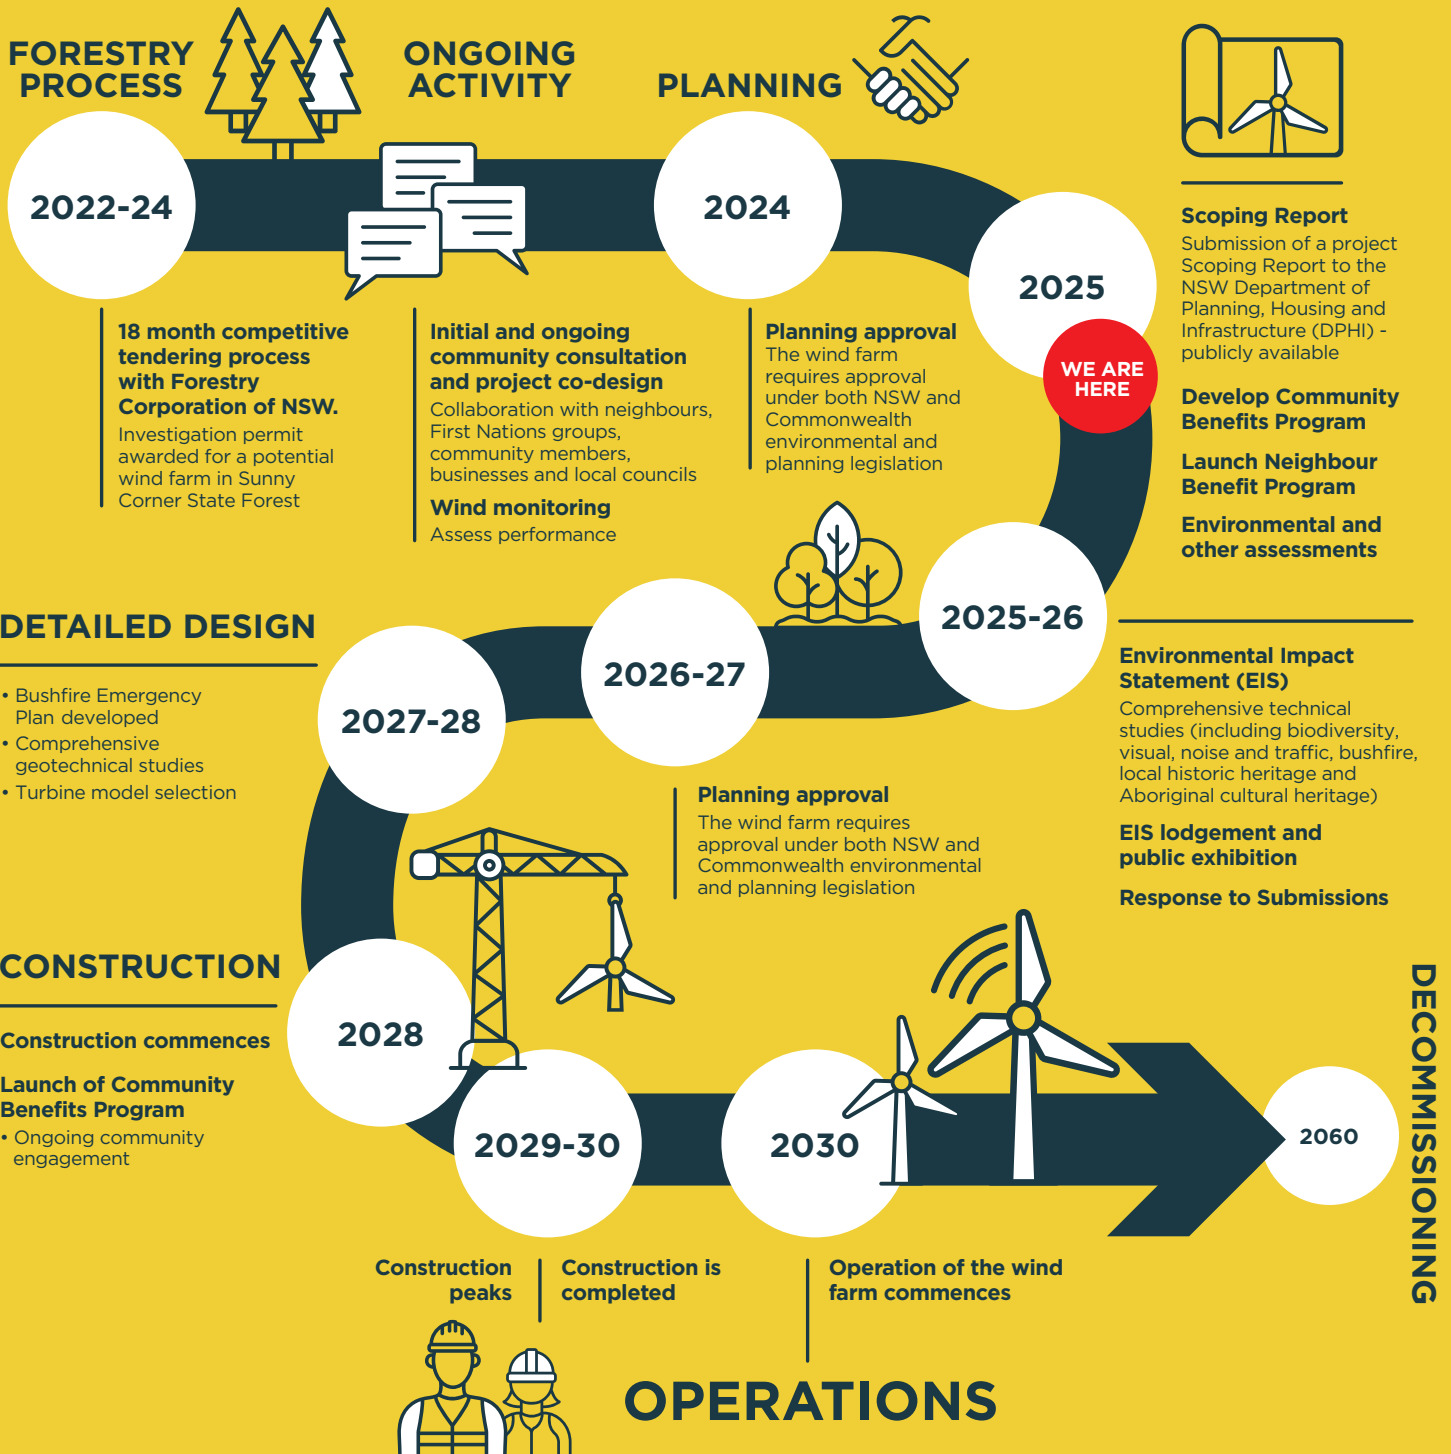 FORESTRY
PROCESS
ONGOING
ACTIVITY
PLANNING
2022-24
2024
2025
WE ARE
HERE
18 month competitive
tendering process
with Forestry
Corporation of NSW.
Investigation permit
awarded for a potential
wind farm in Sunny
Corner State Forest
Initial and ongoing
community consultation
and project co-design
Collaboration with neighbours,
First Nations groups,
community members,
businesses and local councils
Wind monitoring
Assess performance
Planning approval
The wind farm
requires approval
under both NSW and
Commonwealth
environmental and
planning legislation
Scoping Report
Submission of a project
Scoping Report to the
NSW Department of
Planning, Housing and
Infrastructure (DPHI) -
publicly available
Develop Community
Benefits Program
Launch Neighbour
Benefit Program
Environmental and
other assessments
2025-26
Environmental Impact
Statement (EIS)
Comprehensive technical
studies (including biodiversity,
visual, noise and traffic, bushfire,
local historic heritage and
Aboriginal cultural heritage)
EIS lodgement and
public exhibition
Response to Submissions
2026-27
Planning approval
The wind farm requires
approval under both NSW and
Commonwealth environmental
and planning legislation
DETAILED DESIGN
• Bushfire Emergency
Plan developed
• Comprehensive
geotechnical studies
• Turbine model selection
2027-28
CONSTRUCTION
Construction commences
Launch of Community
Benefits Program
• Ongoing community
engagement
2028
2029-30
Construction
peaks
Construction is
completed
2030
Operation of the wind
farm commences
OPERATIONS
2060
DECOMMISSIONING